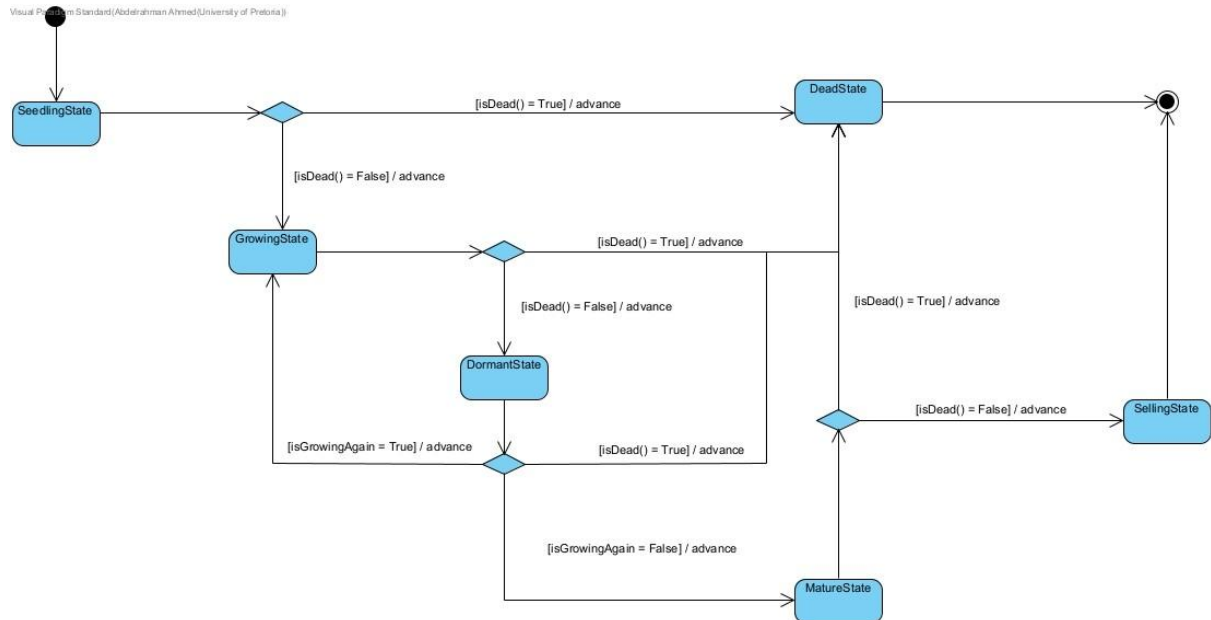 Visual Paradigm Standard(Abdelrahman Ahmed(University of Pretoria))
DeadState
SeedlingState
[isDead() = True] / advance
[isDead() = False] / advance
GrowingState
[isDead() = True] / advance
[isDead() = False] / advance
[isDead() = True] / advance
DormantState
[isDead() = False] / advance
SellingState
[isGrowingAgain = True] / advance
[isDead() = True] / advance
[isGrowingAgain = False] / advance
MatureState